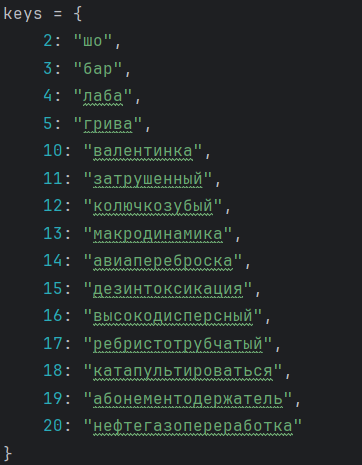 keys = {
2: "шо",
3: "бар",
4: "лаба",
5: "грива",
10: "валентинка",
11: "затрушенный",
12: "колючкозубый",
13: "макродинамика",
14: "авиапереброска",
15: "дезинтоксикация",
16: "высокодисперсный",
17: "ребристотрубчатый",
18: "катапультироваться",
19: "абонементодержатель",
20: "нефтегазопереработка"
}